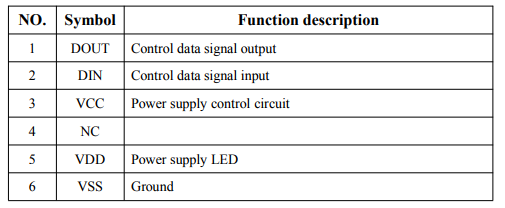 NO. Symbol Function description
1 DOUT Control data signal output
2 DIN Control data signal input
3 VCC Power supply control circuit
4 NC
5 VDD Power supply LED
6 VSS Ground